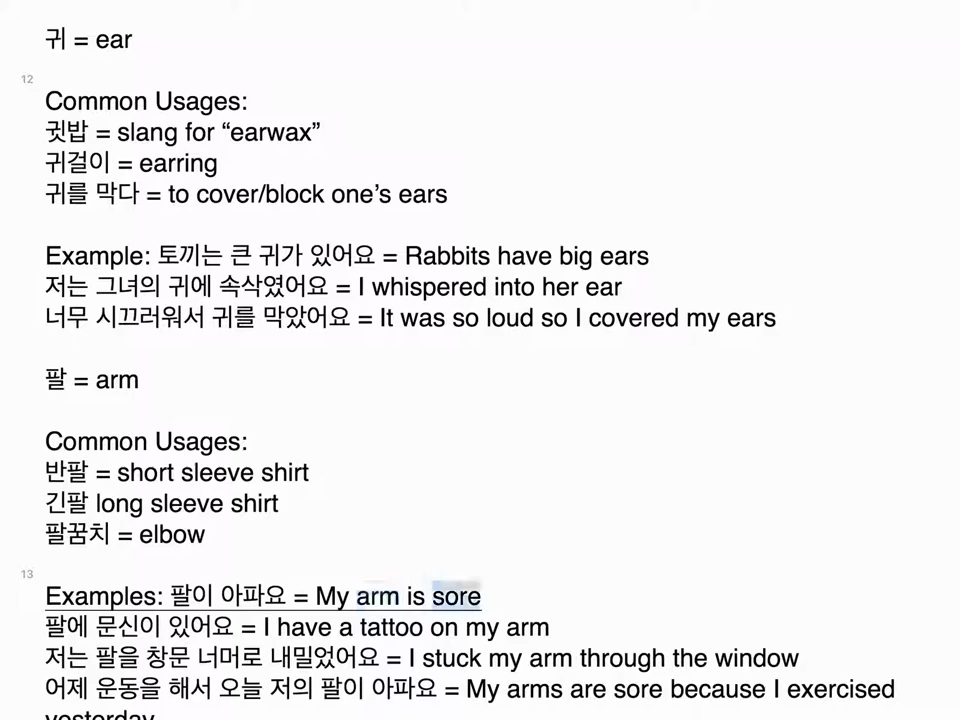 귀 = ear
12
Common Usages:
귓밥 = slang for “earwax”
귀걸이 = earring
귀를 막다 = to cover/block one’s ears
Example: 토끼는 큰 귀가 있어요 = Rabbits have big ears
저는 그녀의 귀에 속삭였어요 = I whispered into her ear
너무 시끄러워서 귀를 막았어요 = It was so loud so I covered my ears
팔 = arm
Common Usages:
반팔 = short sleeve shirt
긴팔 long sleeve shirt
팔꿈치 = elbow
13
Examples: 팔이 아파요 = My arm is sore
팔에 문신이 있어요 = I have a tattoo on my arm
저는 팔을 창문 너머로 내밀었어요 = I stuck my arm through the window
어제 운동을 해서 오늘 저의 팔이 아파요 = My arms are sore because I exercised
yesterday